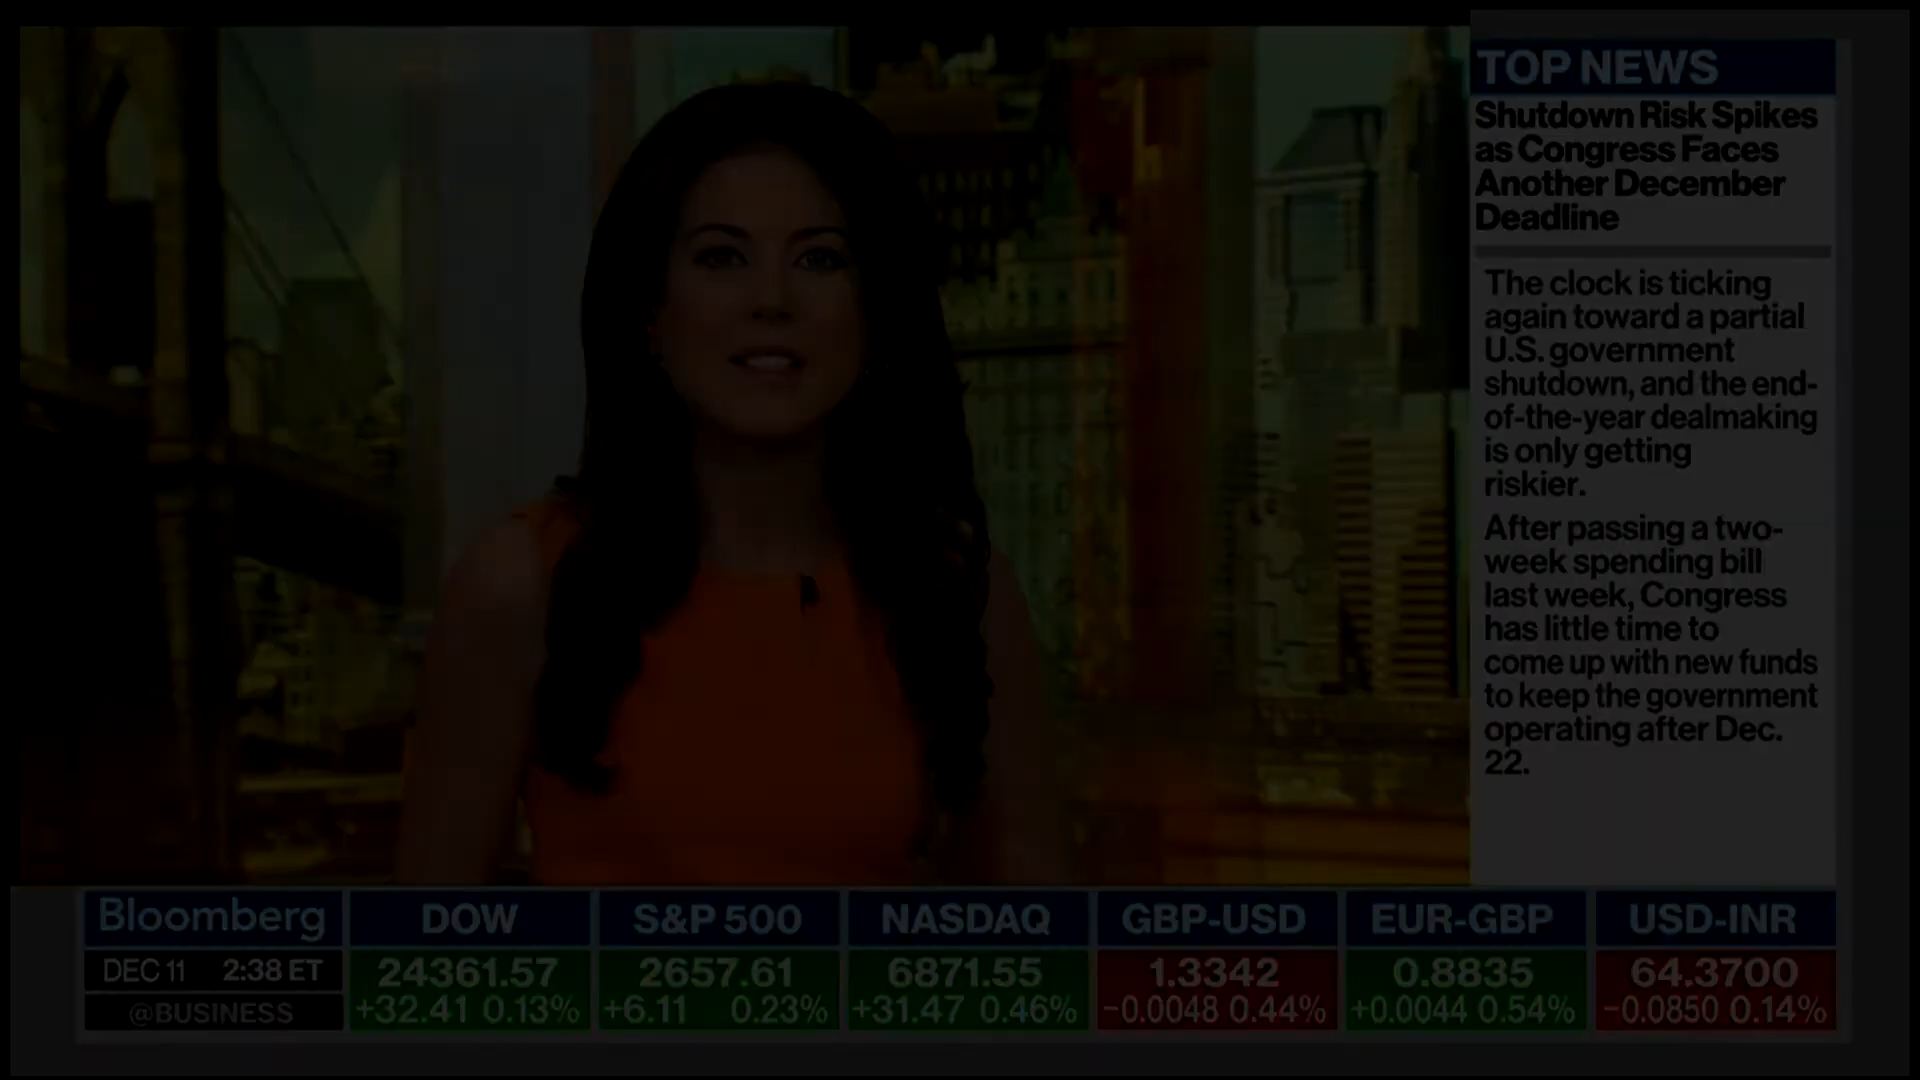 TOP NEWS
Shutdown Risk Spikes
as Congress Faces
Another December
Deadline
The clock is ticking
again toward a partial
U.S. government
shutdown, and the end-
of-the-year dealmaking
is only getting
riskier.
After passing a two-
week spending bill
last week, Congress
has little time to
come up with new funds
to keep the government
operating after Dec.
22.
Bloomberg DOW S&P 500 NASDAQ GBP-USD EUR-GBP USD-INR
DEC 11 2:38 ET 24361.57 2657.61 6871.55 1.3342 0.8835 64.3700
@BUSINESS +32.41 0.13% +6.11 0.23% +31.47 0.46% -0.0048 0.44% +0.0044 0.54% -0.0850 0.14%